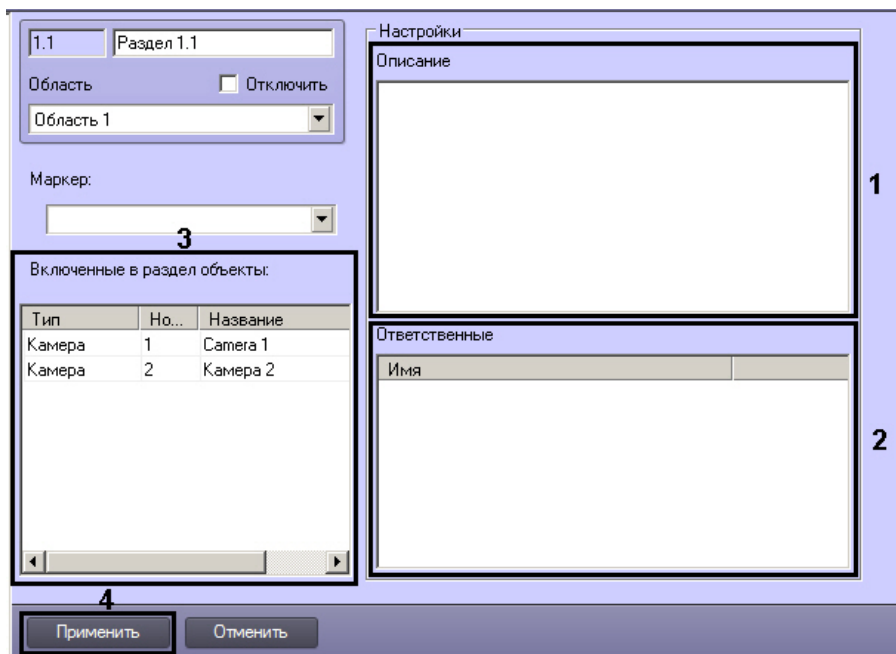 1.1 Раздел 1.1
Область Отключить
Область 1
Маркер:
3
Включенные в раздел объекты:
Тип Но... Название
Камера 1 Camera 1
Камера 2 Камера 2
Настройки
Описание
1
Ответственные
Имя
2
4
Применить Отменить